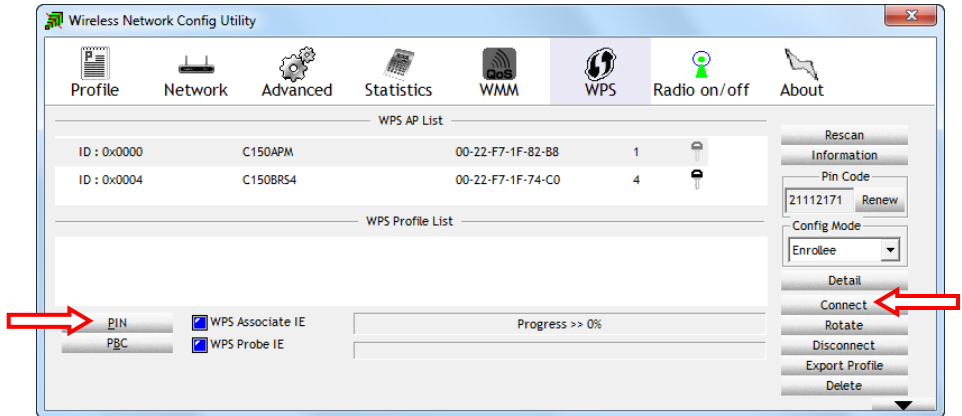 Wireless Network Config Utility
Profile Network Advanced Statistics QoS WMM WPS Radio on/off About
WPS AP List
ID : 0x0000 C150APM 00-22-F7-1F-82-B8 1
ID : 0x0004 C150BRS4 00-22-F7-1F-74-C0 4
WPS Profile List
Rescan
Information
Pin Code
21112171 Renew
Config Mode
Enrollee
Detail
Connect
Rotate
Disconnect
Export Profile
Delete
PIN WPS Associate IE Progress >> 0%
PBC WPS Probe IE